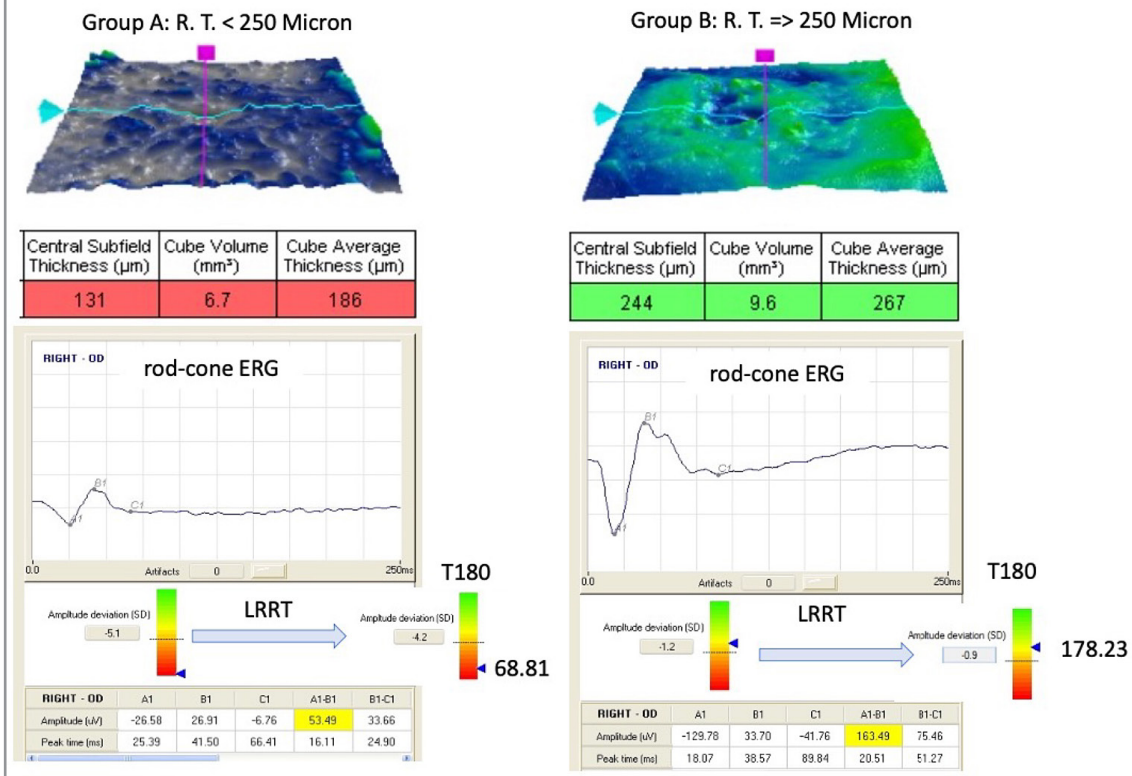 Group A: R. T. < 250 Micron
Central Subfield Thickness (µm) Cube Volume (mm³) Cube Average Thickness (µm)
131 6.7 186
RIGHT - OD
rod-cone ERG
B1
A1
C1
0.0 Artifacts 0 250ms
T180
Ampltude deviation (SD)
-5.1
LRRT
Ampltude deviation (SD)
-4.2
68.81
RIGHT - OD A1 B1 C1 A1-B1 B1-C1
Amplitude (uV) -26.58 26.91 -6.76 53.49 33.66
Peak time (ms) 25.39 41.50 66.41 16.11 24.90
Group B: R. T. => 250 Micron
Central Subfield Thickness (µm) Cube Volume (mm³) Cube Average Thickness (µm)
244 9.6 267
RIGHT - OD
rod-cone ERG
B1
A1
C1
0.0 Artifacts 0 250ms
T180
Ampltude deviation (SD)
-1.2
LRRT
Ampltude deviation (SD)
-0.9
178.23
RIGHT - OD A1 B1 C1 A1-B1 B1-C1
Amplitude (uV) -129.78 33.70 -41.76 163.49 75.46
Peak time (ms) 18.07 38.57 89.84 20.51 51.27